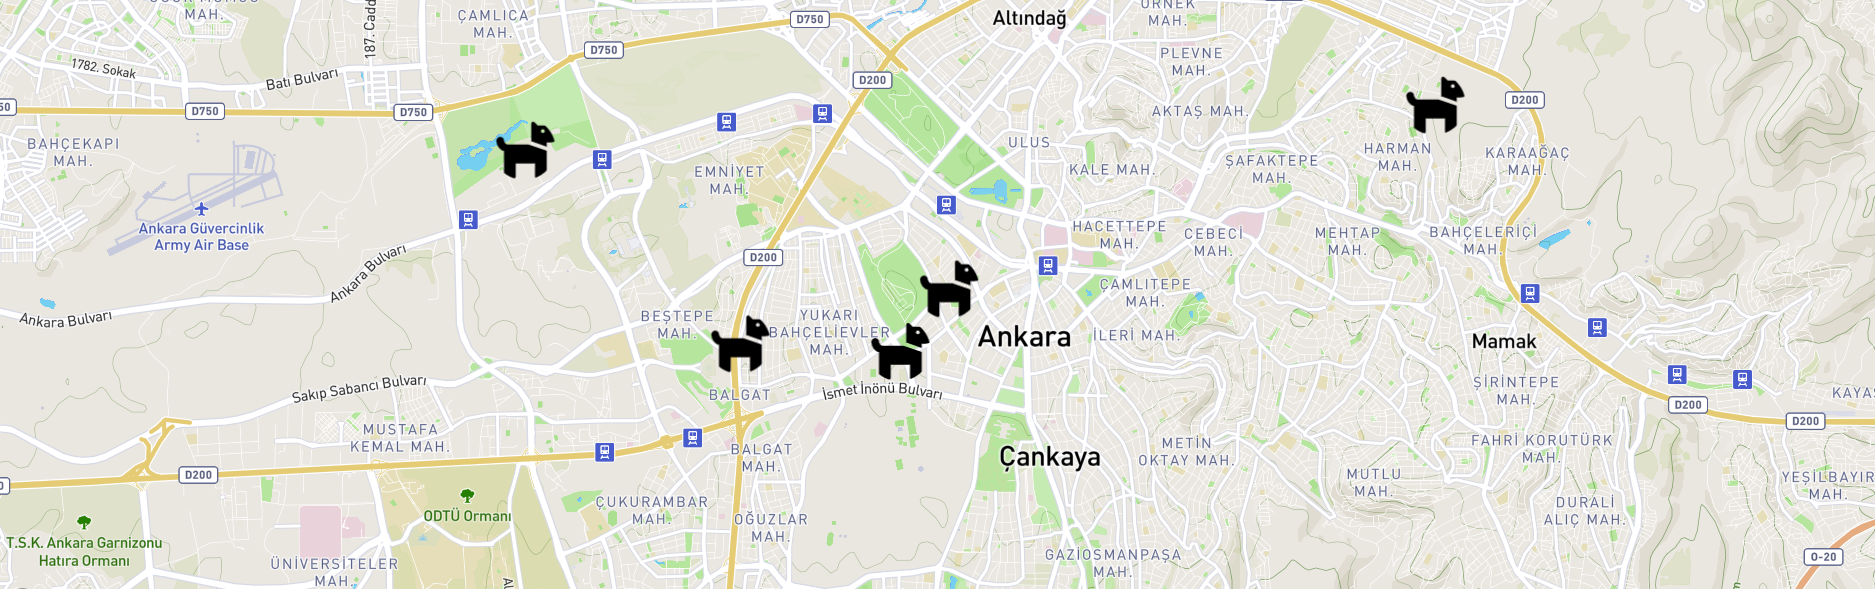 MAH.
187. Cadd
ÇAMLICA
MAH.
D750
Altındağ
ÖRNEK
MAH.
D750
PLEVNE
MAH.
1782. Sokak
Batı Bulvarı
D200
D200
50
D750
D750
AKTAŞ MAH.
BAHÇEKAPI
MAH.
ULUS
HARMAN
MAH.
KARAAĞAÇ
MAH.
EMNİYET
MAH.
KALE MAH.
ŞAFAKTEPE
MAH.
Ankara Güvercinlik
Army Air Base
HACETTEPE
MAH.
CEBECİ
MAH.
MEHTAP
MAH.
BAHÇELERİÇİ
MAH.
Ankara Bulvarı
D200
ÇAMLITEPE
MAH.
Ankara Bulvarı
BEŞTEPE
MAH.
YUKARI
BAHÇELİEVLER
MAH.
Ankara
İLERİ MAH.
Mamak
Sakıp Sabancı Bulvarı
BALGAT
İsmet İnönü Bulvarı
ŞİRİNTEPE
MAH.
KAYAŞ
D200
D200
MUSTAFA
KEMAL MAH.
BALGAT
MAH.
Çankaya
METİN
OKTAY MAH.
FAHRİ KORUTÜRK
MAH.
D200
MUTLU
MAH.
YEŞİLBAYIR
MAH.
ODTÜ Ormanı
ÇUKURAMBAR
MAH.
OĞUZLAR
MAH.
DURALİ
ALIÇ MAH.
T.S.K. Ankara Garnizonu
Hatıra Ormanı
ÜNİVERSİTELER
MAH.
GAZİOSMANPAŞA
MAH.
O-20